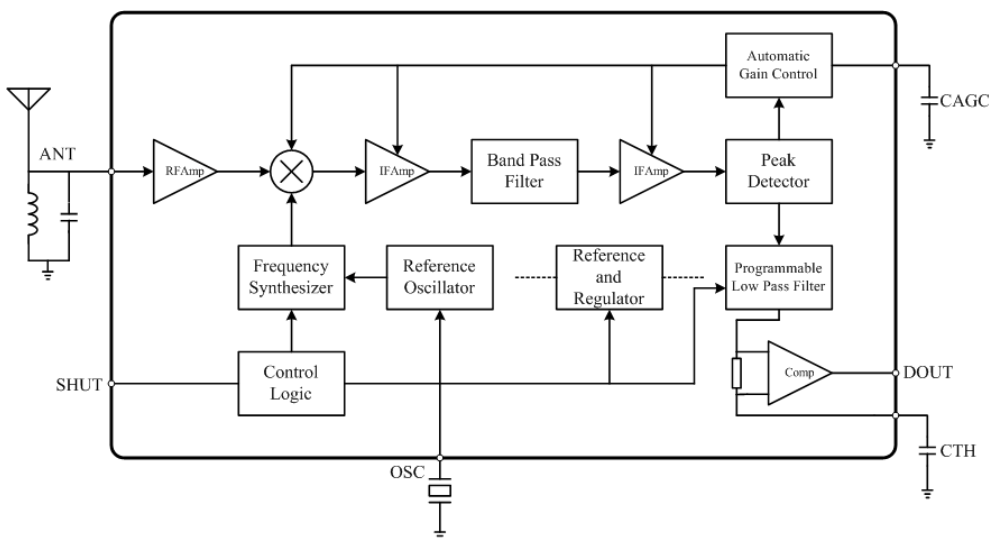 Automatic
Gain Control
CAGC
ANT
RFAmp
IFAmp
Band Pass
Filter
IFAmp
Peak
Detector
Frequency
Synthesizer
Reference
Oscillator
Reference
and
Regulator
Programmable
Low Pass Filter
SHUT
Control
Logic
Comp
DOUT
CTH
OSC